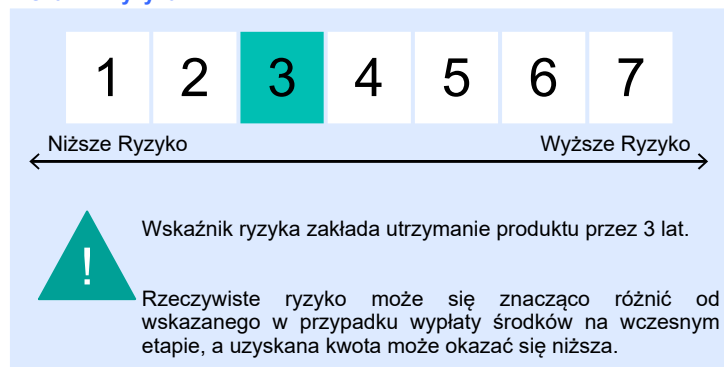 1 2 3 4 5 6 7
Niższe Ryzyko Wyższe Ryzyko
!
Wskaźnik ryzyka zakłada utrzymanie produktu przez 3 lat.
Rzeczywiste ryzyko może się znacząco różnić od
wskazanego w przypadku wypłaty środków na wczesnym
etapie, a uzyskana kwota może okazać się niższa.